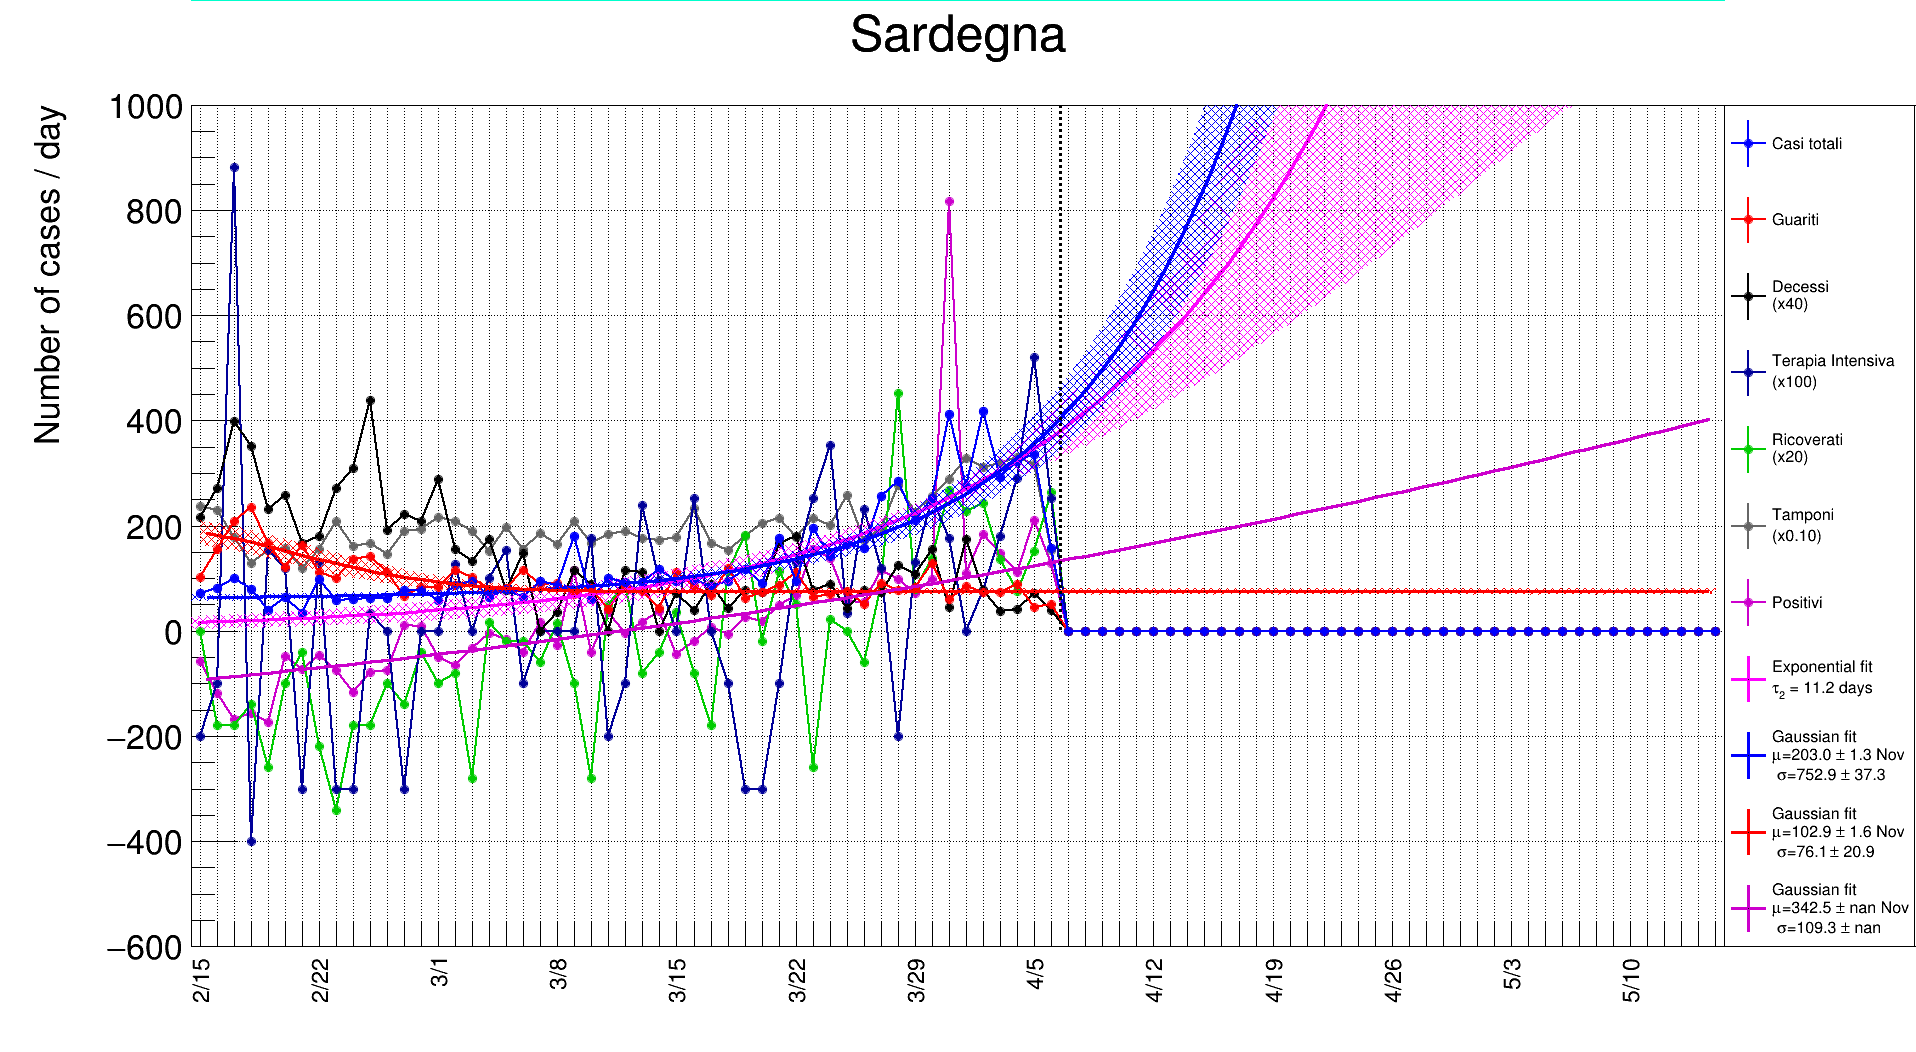 Sardegna
Number of cases / day
1000
800
600
400
200
0
−200
−400
−600
2/15
2/22
3/1
3/8
3/15
3/22
3/29
4/5
4/12
4/19
4/26
5/3
5/10
Casi totali
Guariti
Decessi
(x40)
Terapia Intensiva
(x100)
Ricoverati
(x20)
Tamponi
(x0.10)
Positivi
Exponential fit
τ2 = 11.2 days
Gaussian fit
μ=203.0 ± 1.3 Nov
σ=752.9 ± 37.3
Gaussian fit
μ=102.9 ± 1.6 Nov
σ=76.1 ± 20.9
Gaussian fit
μ=342.5 ± nan Nov
σ=109.3 ± nan